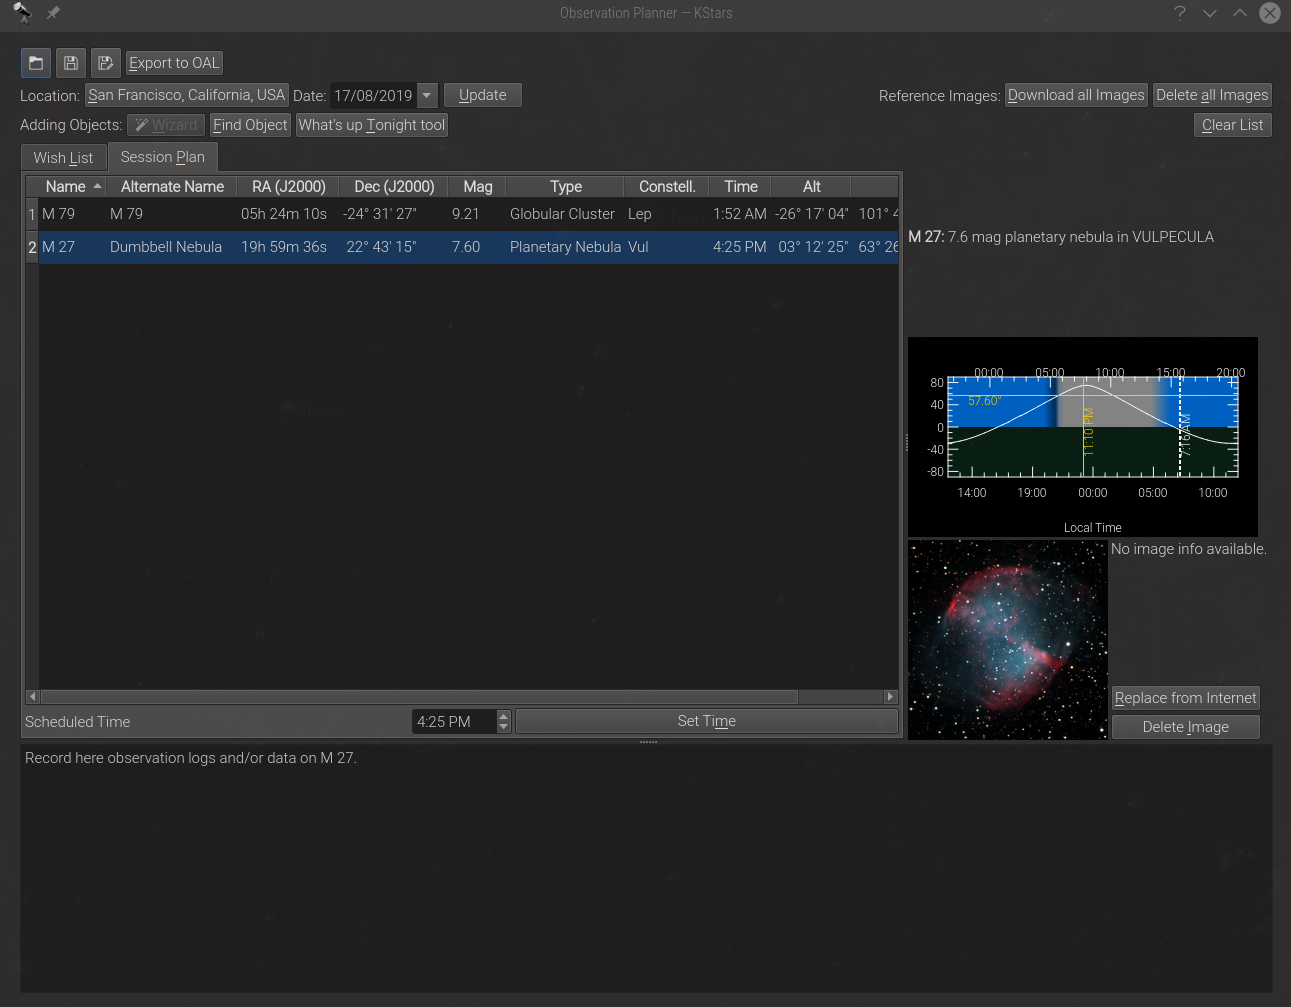 Observation Planner — KStars
Export to OAL
Location: San Francisco, California, USA Date: 17/08/2019 Update Reference Images: Download all Images Delete all Images
Adding Objects: Wizard Find Object What's up Tonight tool Clear List
Wish List Session Plan
Name Alternate Name RA (J2000) Dec (J2000) Mag Type Constell. Time Alt
1 M 79 M 79 05h 24m 10s -24° 31' 27" 9.21 Globular Cluster Lep 1:52 AM -26° 17' 04" 101° 4
2 M 27 Dumbbell Nebula 19h 59m 36s 22° 43' 15" 7.60 Planetary Nebula Vul 4:25 PM 03° 12' 25" 63° 26
M 27: 7.6 mag planetary nebula in VULPECULA
00:00 05:00 10:00 15:00 20:00
80
57.60°
40
0
-40
-80
11:10 PM
7:16 AM
14:00 19:00 00:00 05:00 10:00
Local Time
Markab
No image info available.
Replace from Internet
Scheduled Time 4:25 PM Set Time
Delete Image
Record here observation logs and/or data on M 27.